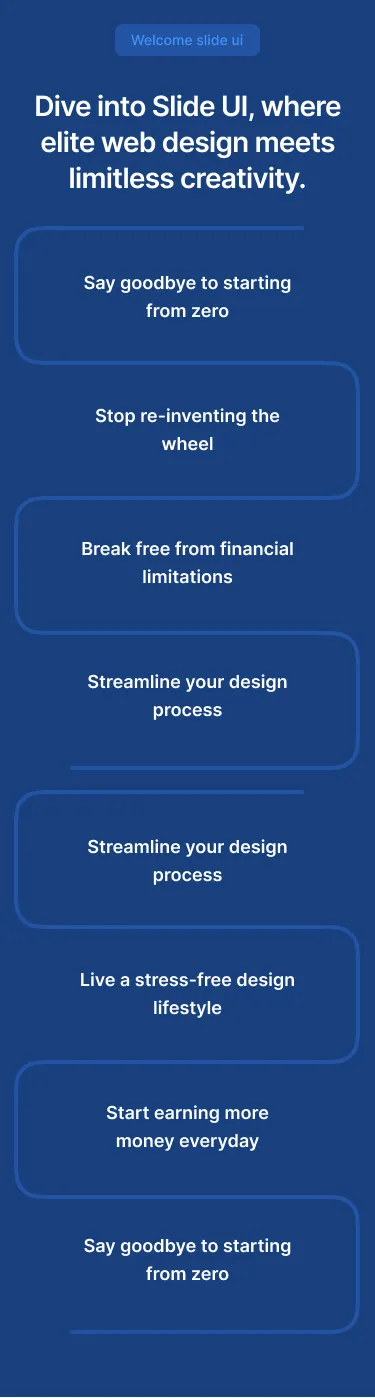 Welcome slide ui
Dive into Slide UI, where
elite web design meets
limitless creativity.
Say goodbye to starting
from zero
Stop re-inventing the
wheel
Break free from financial
limitations
Streamline your design
process
Streamline your design
process
Live a stress-free design
lifestyle
Start earning more
money everyday
Say goodbye to starting
from zero